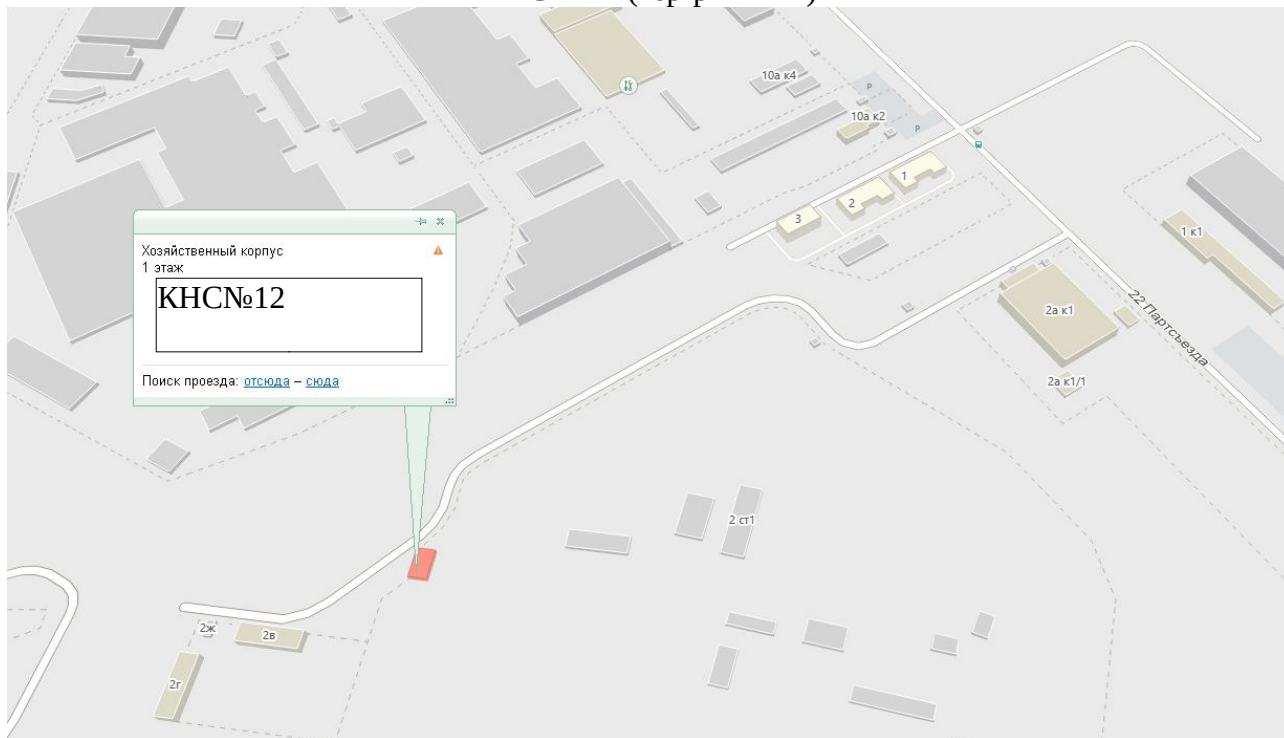 10а к4
P
10а к2
P
1
2
3
1 к1
Хозяйственный корпус
1 этаж
КНС№12
Поиск проезда: отсюда – сюда
2а к1
22 Партсъезда
2а к1/1
2 ст1
2ж
2в
2г